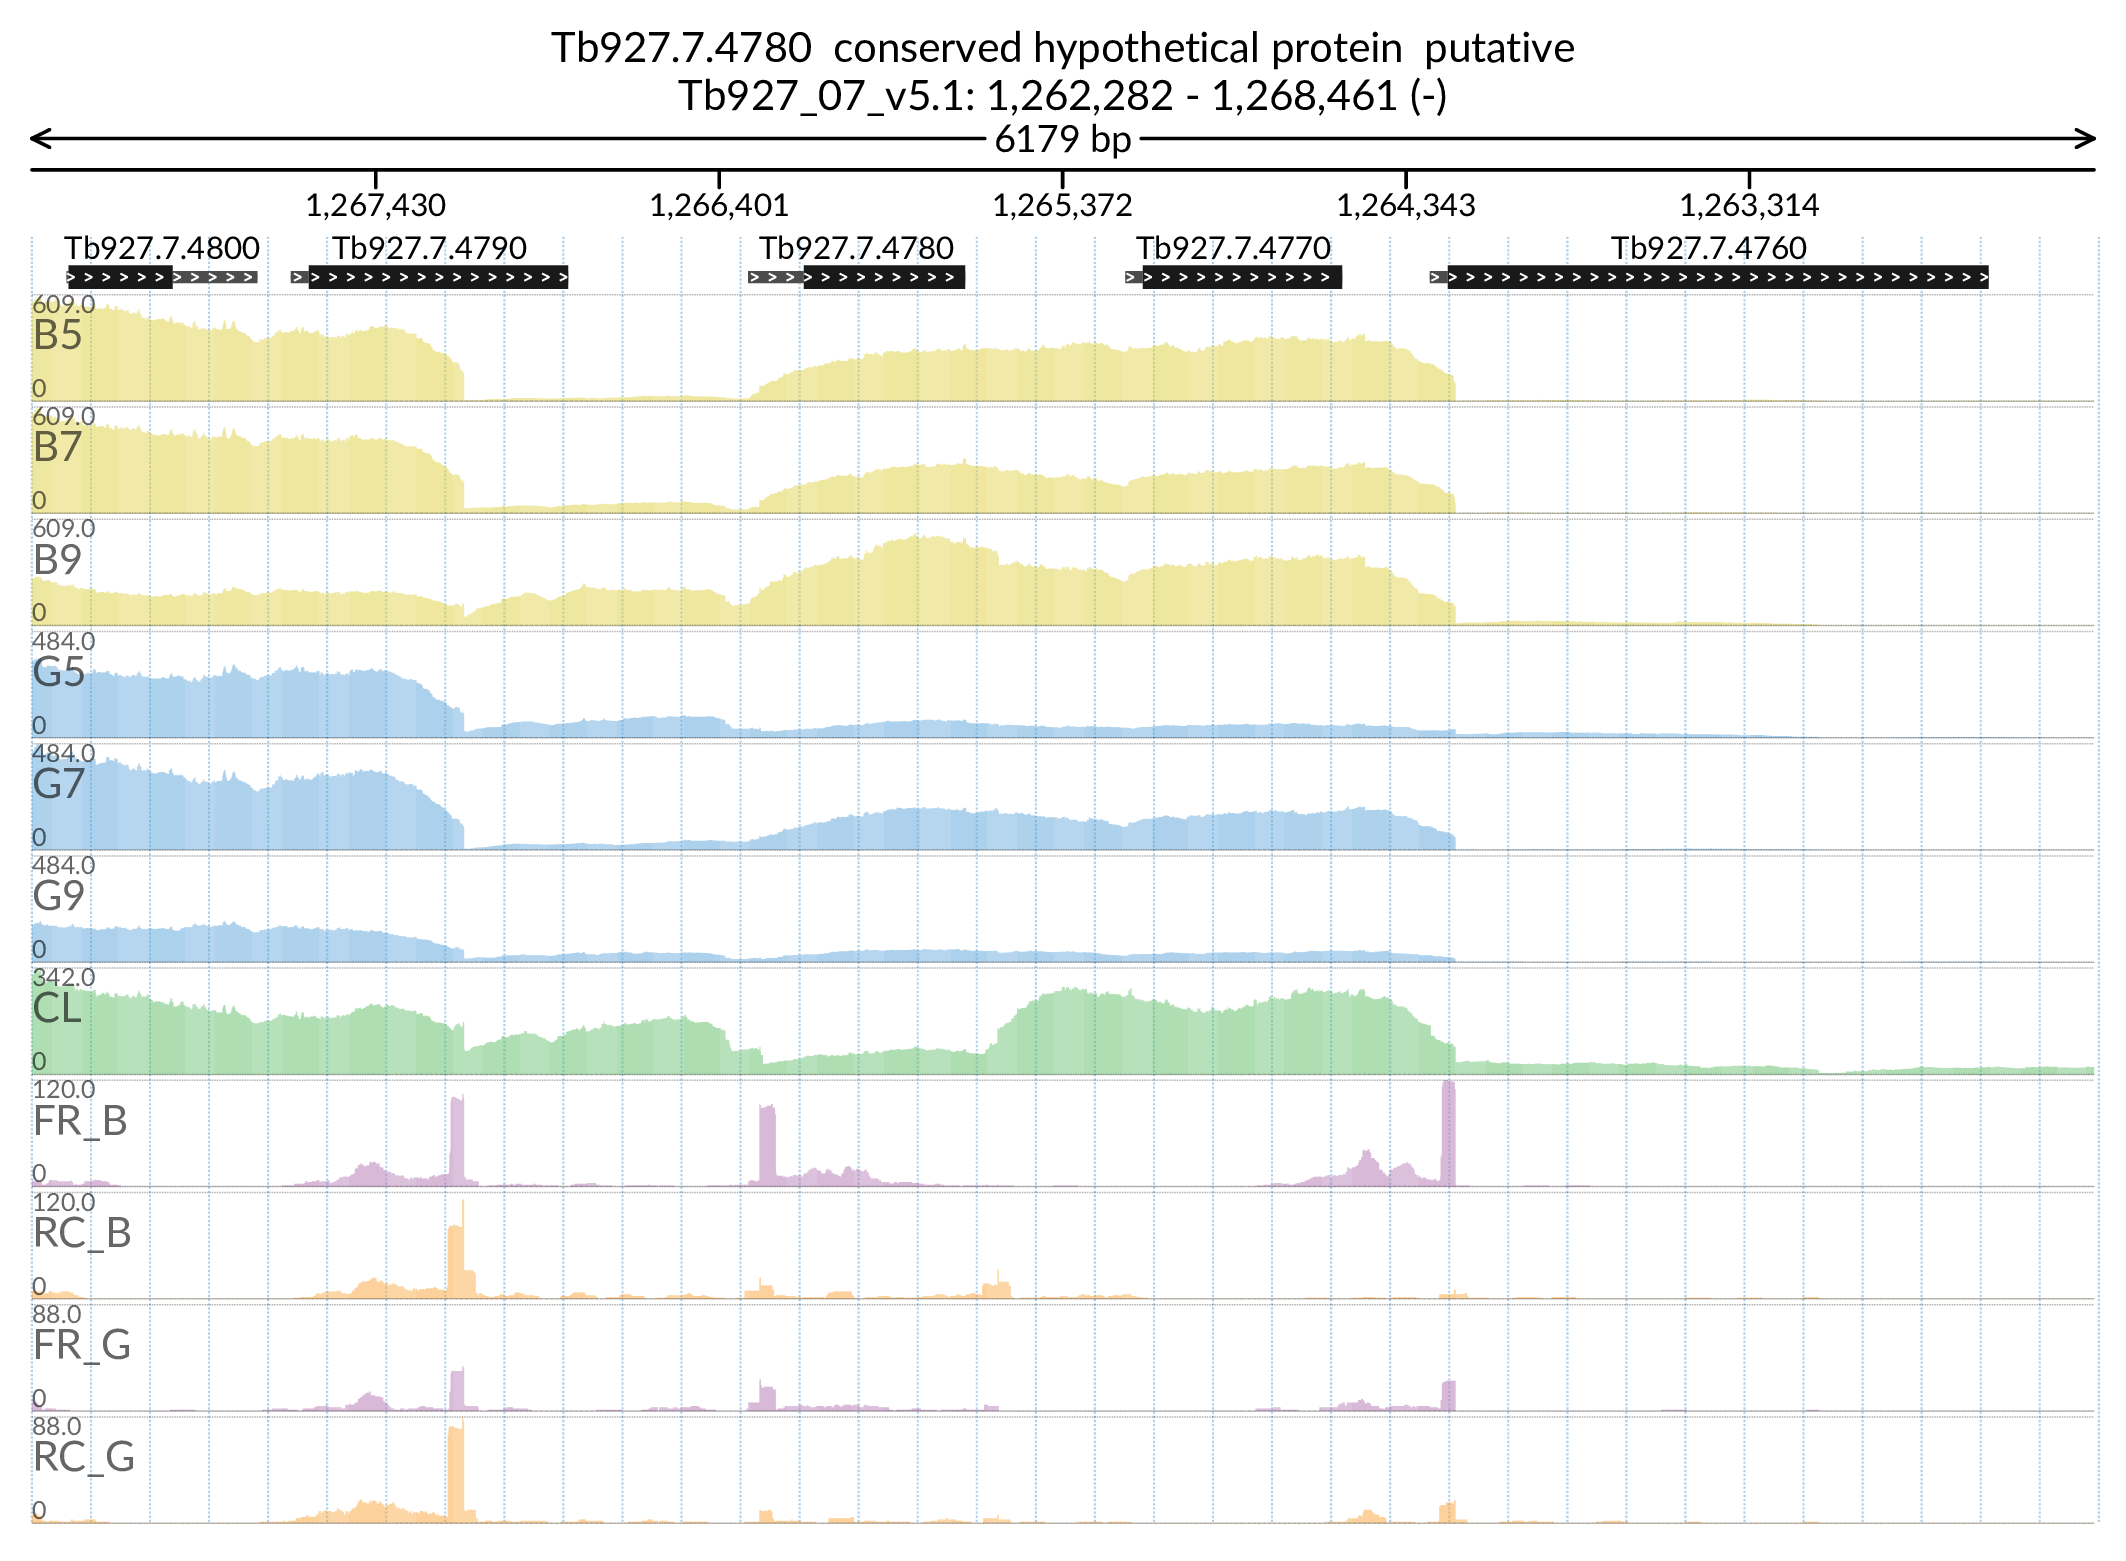 Tb927.7.4780 conserved hypothetical protein putative
Tb927_07_v5.1: 1,262,282 - 1,268,461 (-)
6179 bp
1,267,430 1,266,401 1,265,372 1,264,343 1,263,314
Tb927.7.4800 Tb927.7.4790 Tb927.7.4780 Tb927.7.4770 Tb927.7.4760
609.0
B5
0
609.0
B7
0
609.0
B9
0
484.0
G5
0
484.0
G7
0
484.0
G9
0
342.0
CL
0
120.0
FR_B
0
120.0
RC_B
0
88.0
FR_G
0
88.0
RC_G
0